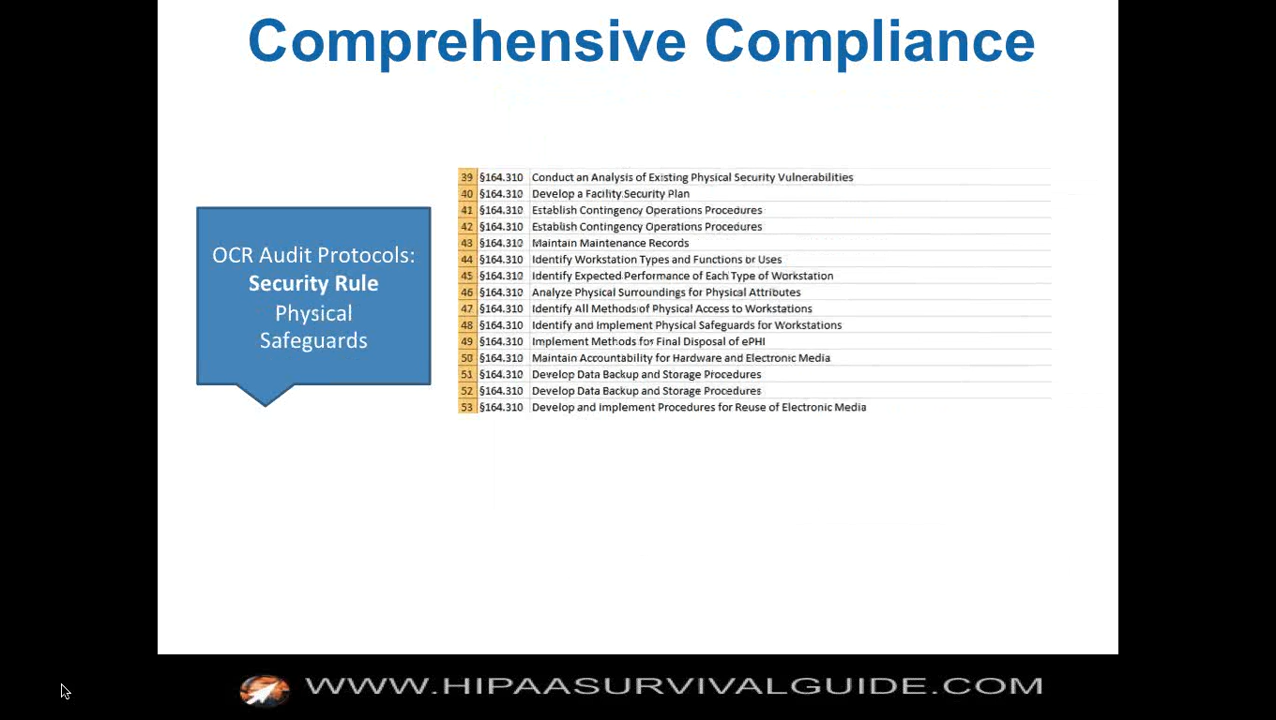 Comprehensive Compliance
OCR Audit Protocols:
Security Rule
Physical
Safeguards
39 §164.310 Conduct an Analysis of Existing Physical Security Vulnerabilities
40 §164.310 Develop a Facility Security Plan
41 §164.310 Establish Contingency Operations Procedures
42 §164.310 Establish Contingency Operations Procedures
43 §164.310 Maintain Maintenance Records
44 §164.310 Identify Workstation Types and Functions or Uses
45 §164.310 Identify Expected Performance of Each Type of Workstation
46 §164.310 Analyze Physical Surroundings for Physical Attributes
47 §164.310 Identify All Methods of Physical Access to Workstations
48 §164.310 Identify and Implement Physical Safeguards for Workstations
49 §164.310 Implement Methods for Final Disposal of ePHI
50 §164.310 Maintain Accountability for Hardware and Electronic Media
51 §164.310 Develop Data Backup and Storage Procedures
52 §164.310 Develop Data Backup and Storage Procedures
53 §164.310 Develop and Implement Procedures for Reuse of Electronic Media
WWW.HIPAASURVIVALGUIDE.COM